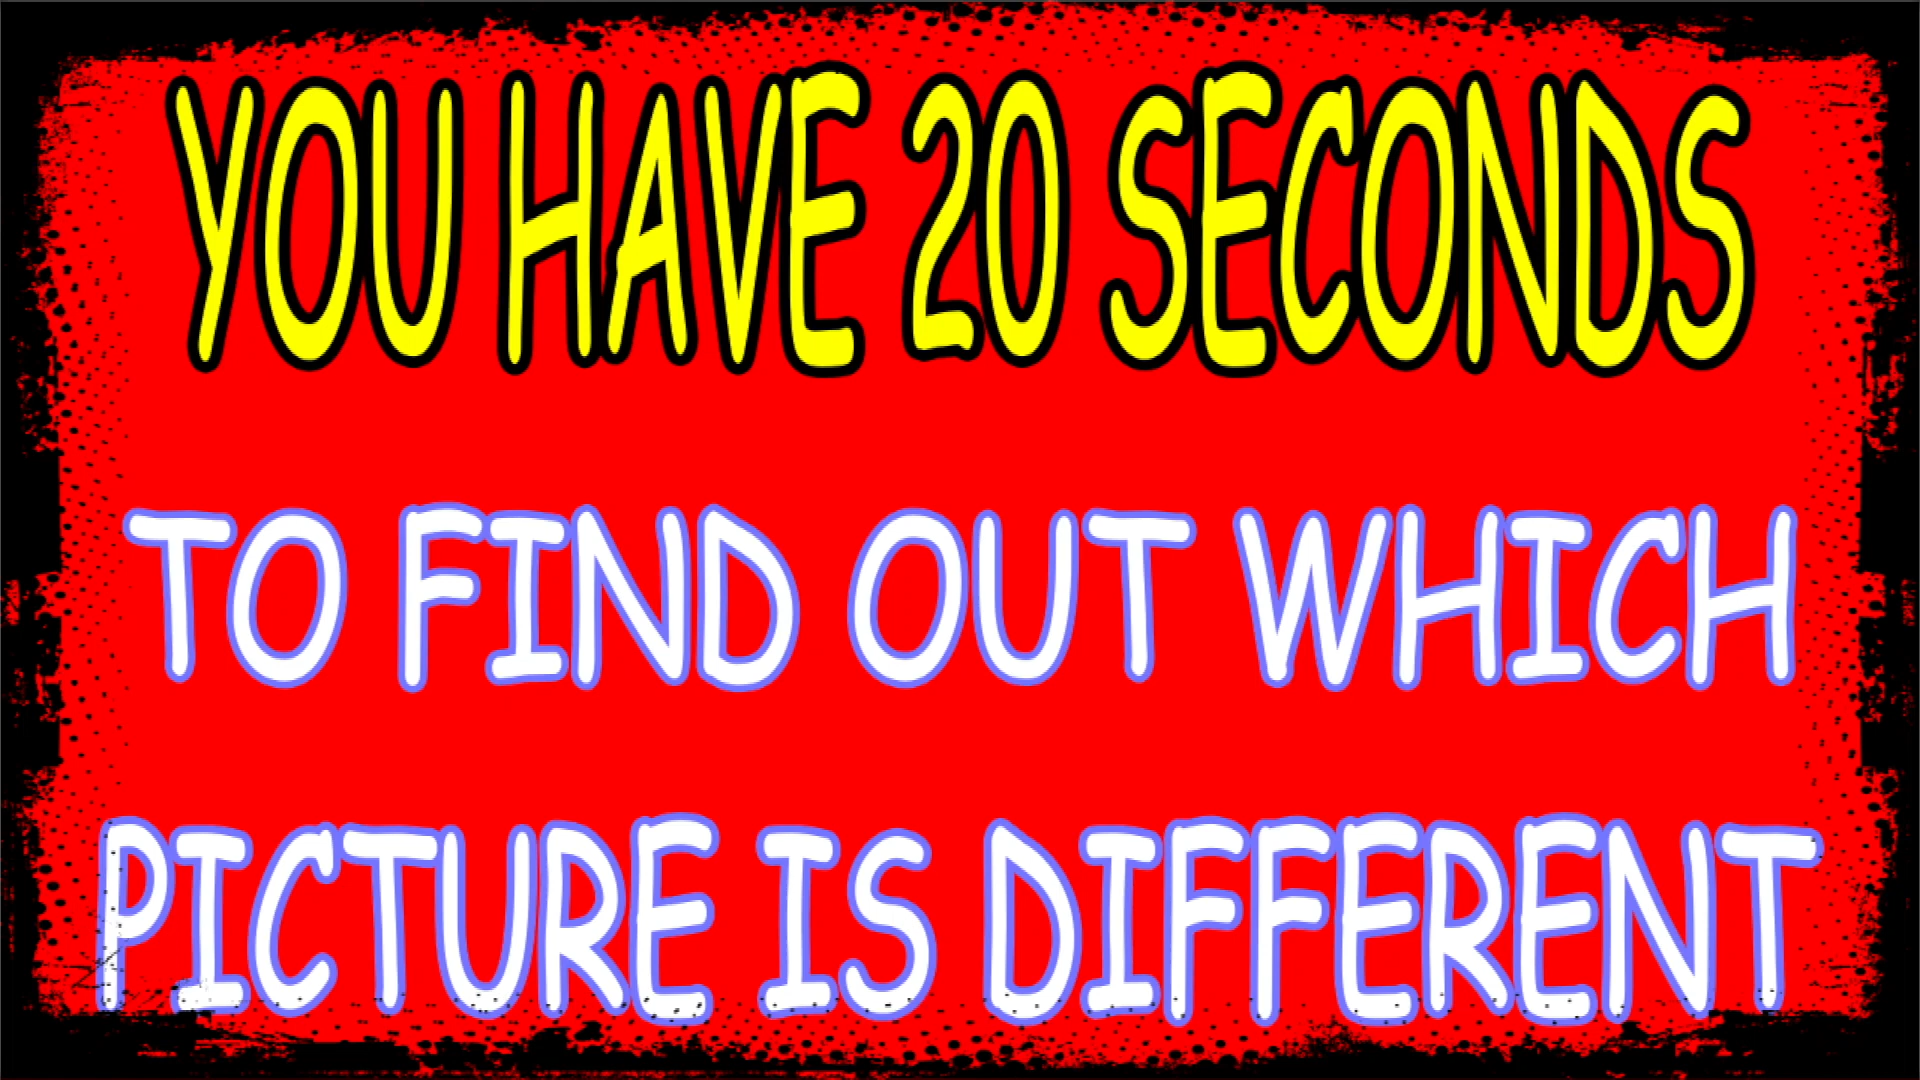 YOU HAVE 20 SECONDS
TO FIND OUT WHICH
PICTURE IS DIFFERENT